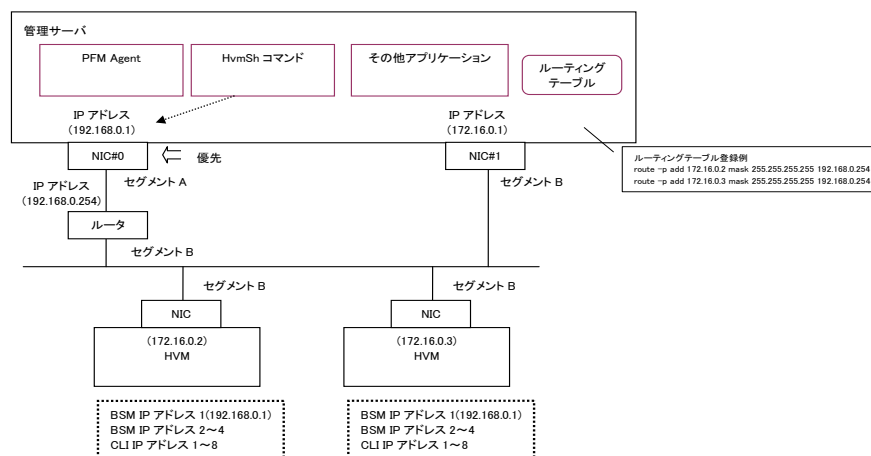 管理サーバ
PFM Agent
HvmSh コマンド
その他アプリケーション
ルーティング
テーブル
IP アドレス
(192.168.0.1)
IP アドレス
(172.16.0.1)
NIC#0
優先
NIC#1
ルーティングテーブル登録例
route -p add 172.16.0.2 mask 255.255.255.255 192.168.0.254
route -p add 172.16.0.3 mask 255.255.255.255 192.168.0.254
IP アドレス
(192.168.0.254)
セグメント A
セグメント B
ルータ
セグメント B
セグメント B
セグメント B
NIC
NIC
(172.16.0.2)
HVM
(172.16.0.3)
HVM
BSM IP アドレス 1(192.168.0.1)
BSM IP アドレス 2～4
CLI IP アドレス 1～8
BSM IP アドレス 1(192.168.0.1)
BSM IP アドレス 2～4
CLI IP アドレス 1～8